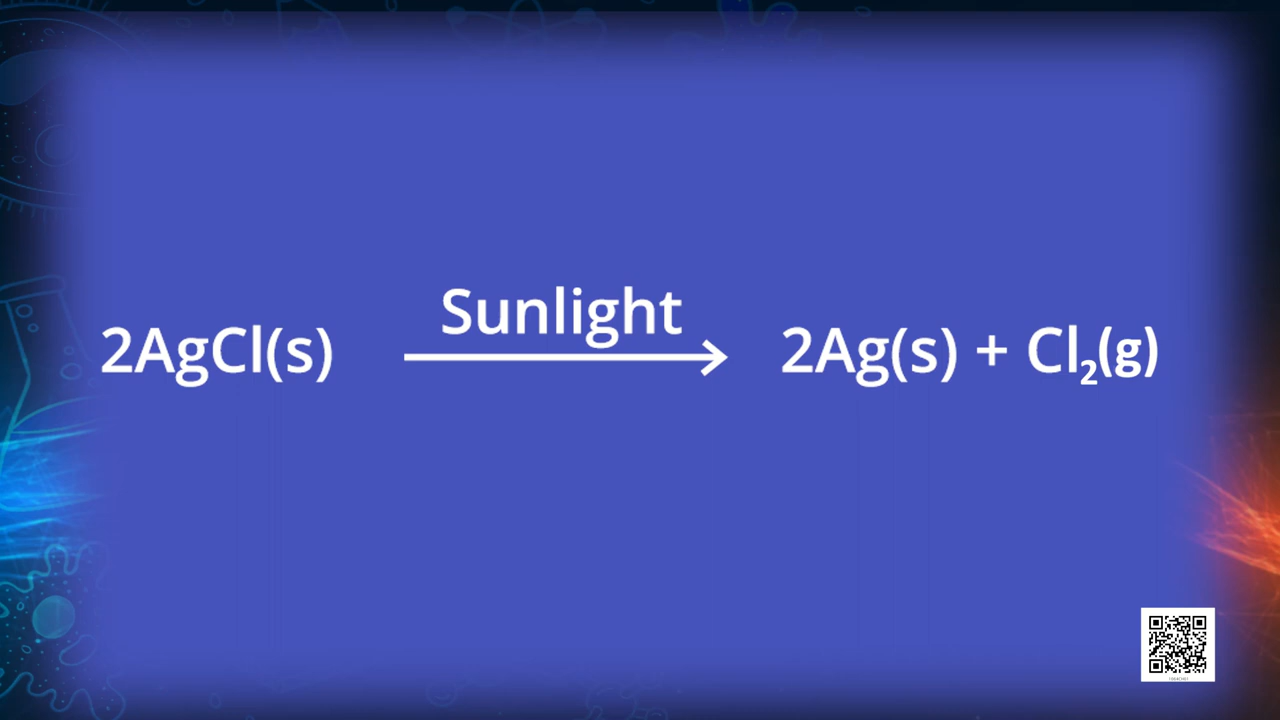 Sunlight
2AgCl(s) ⟶ 2Ag(s) + Cl₂(g)